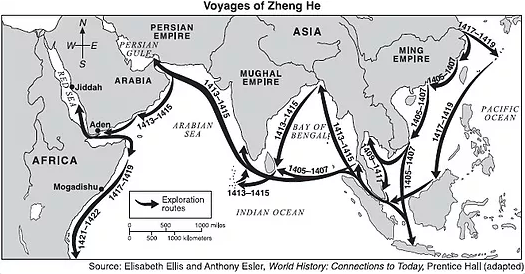 Voyages of Zheng He
N
W
E
S
PERSIAN
EMPIRE
PERSIAN
GULF
ASIA
MING
EMPIRE
1417–1419
1405–1407
RED SEA
Jiddah
ARABIA
MUGHAL
EMPIRE
1413–1415
Aden
1413–1415
ARABIAN
SEA
1413–1415
BAY OF
BENGAL
1413–1415
1409–1411
1405–1407
1405–1407
1417–1419
PACIFIC
OCEAN
AFRICA
Mogadishu
1417–1419
1421–1422
1405–1407
1413–1415
INDIAN OCEAN
Exploration
routes
0 500 1000 miles
0 500 1000 kilometers
Source: Elisabeth Ellis and Anthony Esler, World History: Connections to Today, Prentice Hall (adapted)